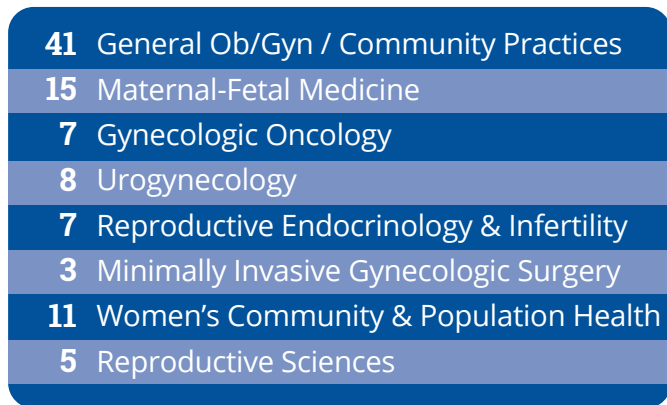 41 General Ob/Gyn / Community Practices
15 Maternal-Fetal Medicine
7 Gynecologic Oncology
8 Urogynecology
7 Reproductive Endocrinology & Infertility
3 Minimally Invasive Gynecologic Surgery
11 Women’s Community & Population Health
5 Reproductive Sciences